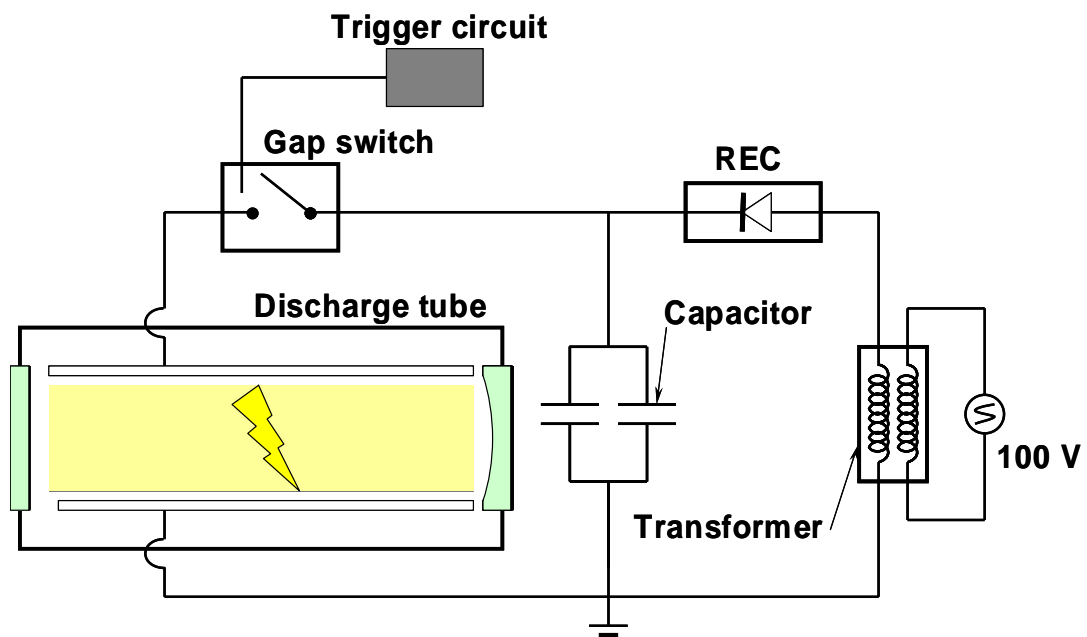 Trigger circuit
Gap switch
REC
Discharge tube
Capacitor
100 V
Transformer